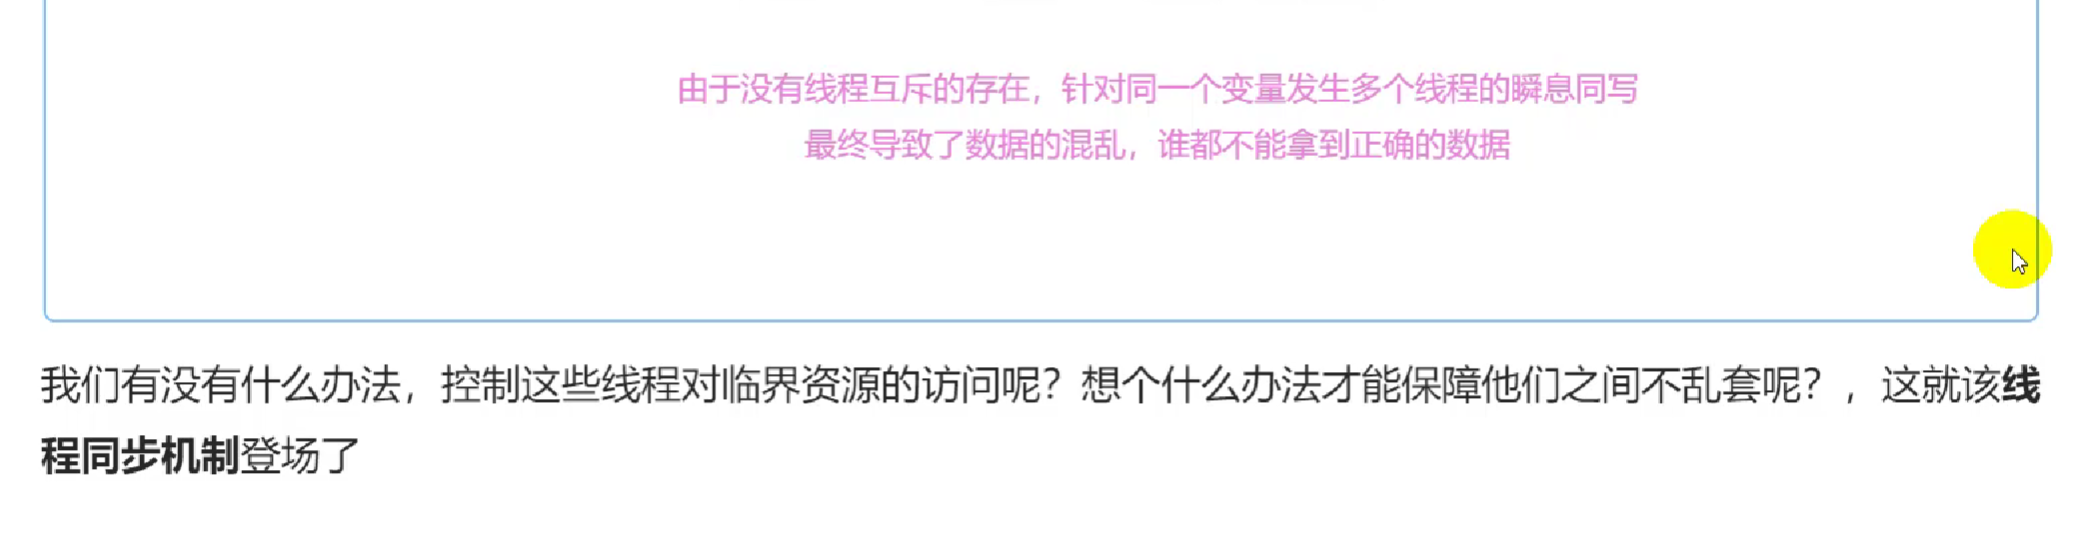 由于没有线程互斥的存在，针对同一个变量发生多个线程的瞬息同写
最终导致了数据的混乱，谁都不能拿到正确的数据
我们有没有什么办法，控制这些线程对临界资源的访问呢？想个什么办法才能保障他们之间不乱套呢？，这就该线
程同步机制登场了